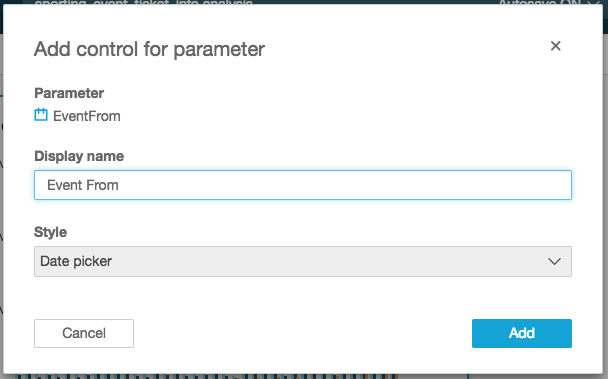 sporting_event_ticket_info analysis
Autosave ON
Add control for parameter
Parameter
EventFrom
Display name
Event From
Style
Date picker
Cancel
Add